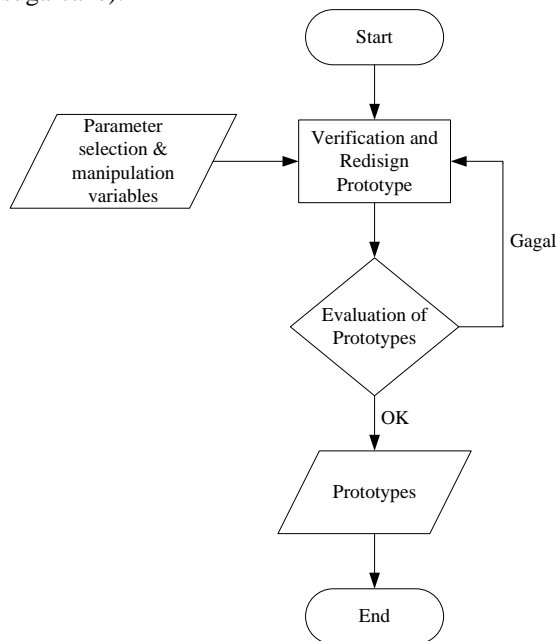 Start
Parameter
selection &
manipulation
variables
Verification and
Redisign
Prototype
Gagal
Evaluation of
Prototypes
OK
Prototypes
End